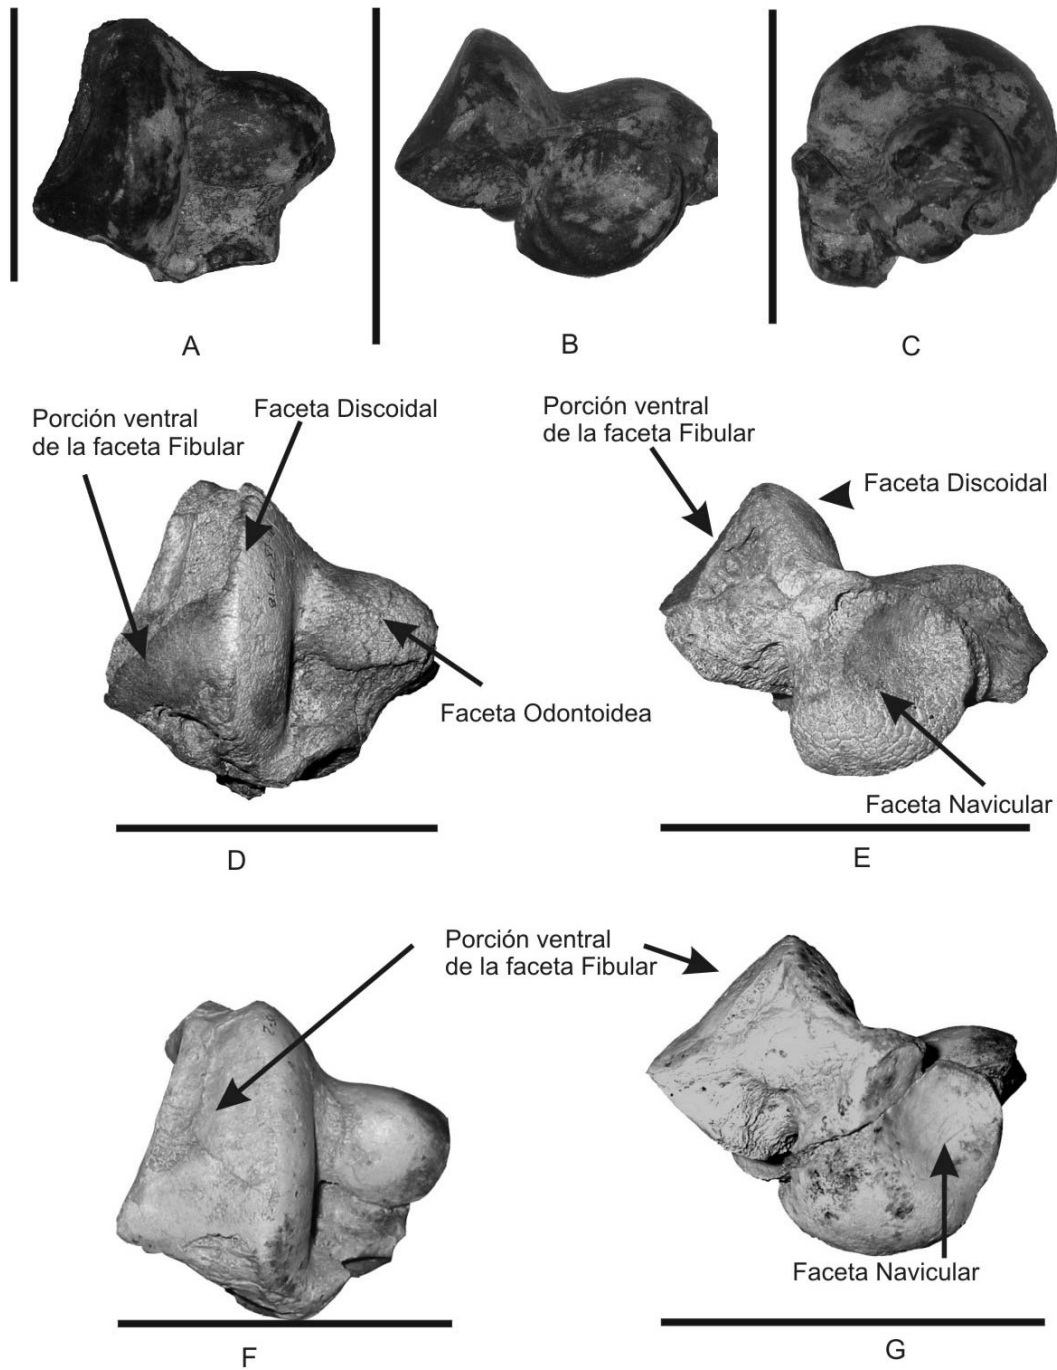 A
B
C
Porción ventral
de la faceta Fibular
Faceta Discoidal
Faceta Odontoidea
D
Porción ventral
de la faceta Fibular
Faceta Discoidal
Faceta Navicular
E
Porción ventral
de la faceta Fibular
F
Faceta Navicular
G